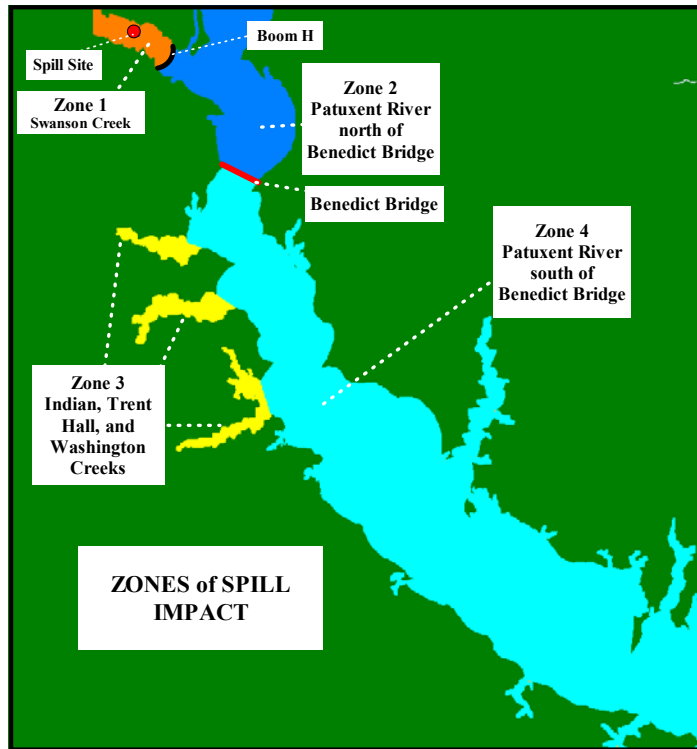 Boom H
Spill Site
Zone 1
Swanson Creek
Zone 2
Patuxent River
north of
Benedict Bridge
Benedict Bridge
Zone 4
Patuxent River
south of
Benedict Bridge
Zone 3
Indian, Trent
Hall, and
Washington
Creeks
ZONES of SPILL
IMPACT